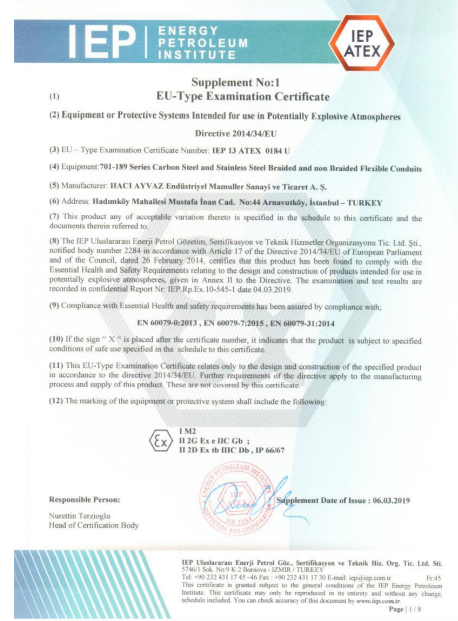 IEP
ENERGY
PETROLEUM
INSTITUTE
IEP
ATEX
Supplement No:1
(1) EU-Type Examination Certificate
(2) Equipment or Protective Systems Intended for use in Potentially Explosive Atmospheres
Directive 2014/34/EU
(3) EU – Type Examination Certificate Number: IEP 13 ATEX 0184 U
(4) Equipment:701-189 Series Carbon Steel and Stainless Steel Braided and non Braided Flexible Conduits
(5) Manufacturer: HACI AYVAZ Endüstriyel Mamuller Sanayi ve Ticaret A. Ş.
(6) Address: Hadımköy Mahallesi Mustafa İnan Cad. No:44 Arnavutköy, İstanbul – TURKEY
(7) This product any of acceptable variation thereto is specified in the schedule to this certificate and the
documents therein referred to.
(8) The IEP Uluslararası Enerji Petrol Gözetim, Sertifikasyon ve Teknik Hizmetler Organizasyonu Tic. Ltd. Şti.,
notified body number 2284 in accordance with Article 17 of the Directive 2014/34/EU of European Parliament
and of the Council, dated 26 February 2014, certifies that this product has been found to comply with the
Essential Health and Safety Requirements relating to the design and construction of products intended for use in
potentially explosive atmospheres, given in Annex II to the Directive. The examination and test results are
recorded in confidential Report Nr: IEP.Rp.Ex.10-545-1 date 04.03.2019.
(9) Compliance with Essential Health and safety requirements has been assured by compliance with;
EN 60079-0:2013 , EN 60079-7:2015 , EN 60079-31:2014
(10) If the sign " X " is placed after the certificate number, it indicates that the product is subject to specified
conditions of safe use specified in the schedule to this certificate.
(11) This EU-Type Examination Certificate relates only to the design and construction of the specified product
in accordance to the directive 2014/34/EU. Further requirements of the directive apply to the manufacturing
process and supply of this product. These are not covered by this certificate
(12) The marking of the equipment or protective system shall include the following:
Ex
I M2
II 2G Ex e IIC Gb ;
II 2D Ex tb IIIC Db , IP 66/67
Responsible Person:
Supplement Date of Issue : 06.03.2019
Nurettin Terzioglu
Head of Certification Body
IEP Uluslararası Enerji Petrol Göz., Sertifikasyon ve Teknik Hiz. Org. Tic. Ltd. Sti.
5746/1 Sok. No:9 K:2 Bornova - IZMIR / TURKEY
Tel: +90 232 431 17 45 -46 Fax : +90 232 431 17 30 E-mail: iep@iep.com.tr Fr:45
This certificate is granted subject to the general conditions of the IEP Energy Petroleum
Institute. This certificate may only be reproduced in its entirety and without any change,
schedule included. You can check accuracy of this document by www.iep.com.tr
Page | 1 / 8